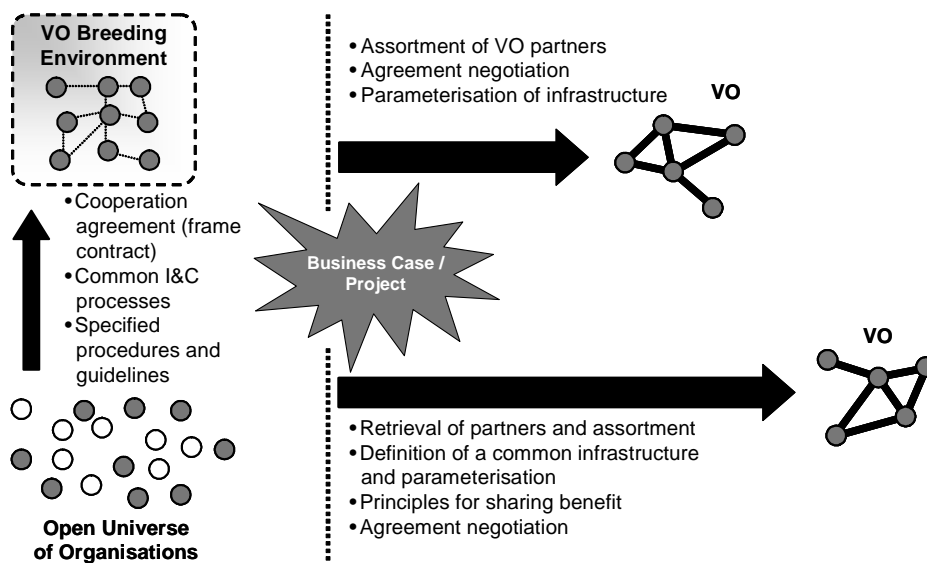 VO Breeding
Environment
• Cooperation
agreement (frame
contract)
• Common I&C
processes
• Specified
procedures and
guidelines
Open Universe
of Organisations
• Assortment of VO partners
• Agreement negotiation
• Parameterisation of infrastructure
VO
Business Case /
Project
VO
• Retrieval of partners and assortment
• Definition of a common infrastructure
and parameterisation
• Principles for sharing benefit
• Agreement negotiation